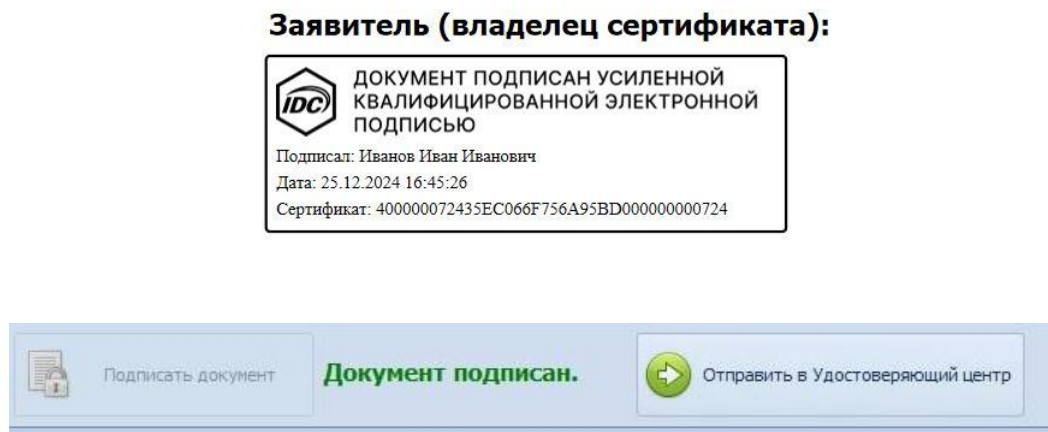 Заявитель (владелец сертификата):
IDC
ДОКУМЕНТ ПОДПИСАН УСИЛЕННОЙ
КВАЛИФИЦИРОВАННОЙ ЭЛЕКТРОННОЙ
ПОДПИСЬЮ
Подписал: Иванов Иван Иванович
Дата: 25.12.2024 16:45:26
Сертификат: 400000072435EC066F756A95BD000000000724
Подписать документ
Документ подписан.
Отправить в Удостоверяющий центр